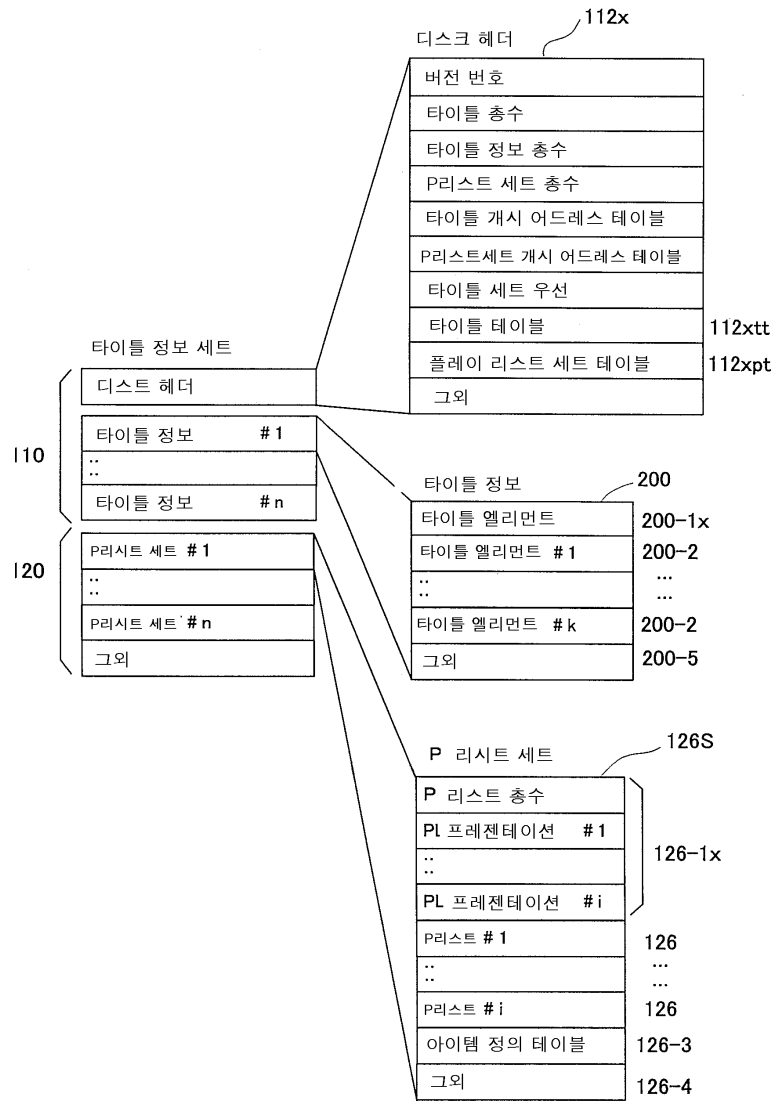 디스크 헤더
112x
버전 번호
타이틀 총수
타이틀 정보 총수
P리스트 세트 총수
타이틀 개시 어드레스 테이블
P리스트세트 개시 어드레스 테이블
타이틀 세트 우선
타이틀 테이블 112xtt
플레이 리스트 세트 테이블 112xpt
그외
타이틀 정보 세트
디스트 헤더
110
타이틀 정보 #1
::
타이틀 정보 #n
120
P리시트 세트 #1
::
P리시트 세트 #n
그외
타이틀 정보
200
타이틀 엘리먼트 200-1x
타이틀 엘리먼트 #1 200-2
:: ...
...
타이틀 엘리먼트 #k 200-2
그외 200-5
P 리시트 세트
126S
P 리스트 총수
PL 프레젠테이션 #1
::
PL 프레젠테이션 #i
126-1x
P리스트 #1 126
:: ...
...
P리스트 #i 126
아이템 정의 테이블 126-3
그외 126-4